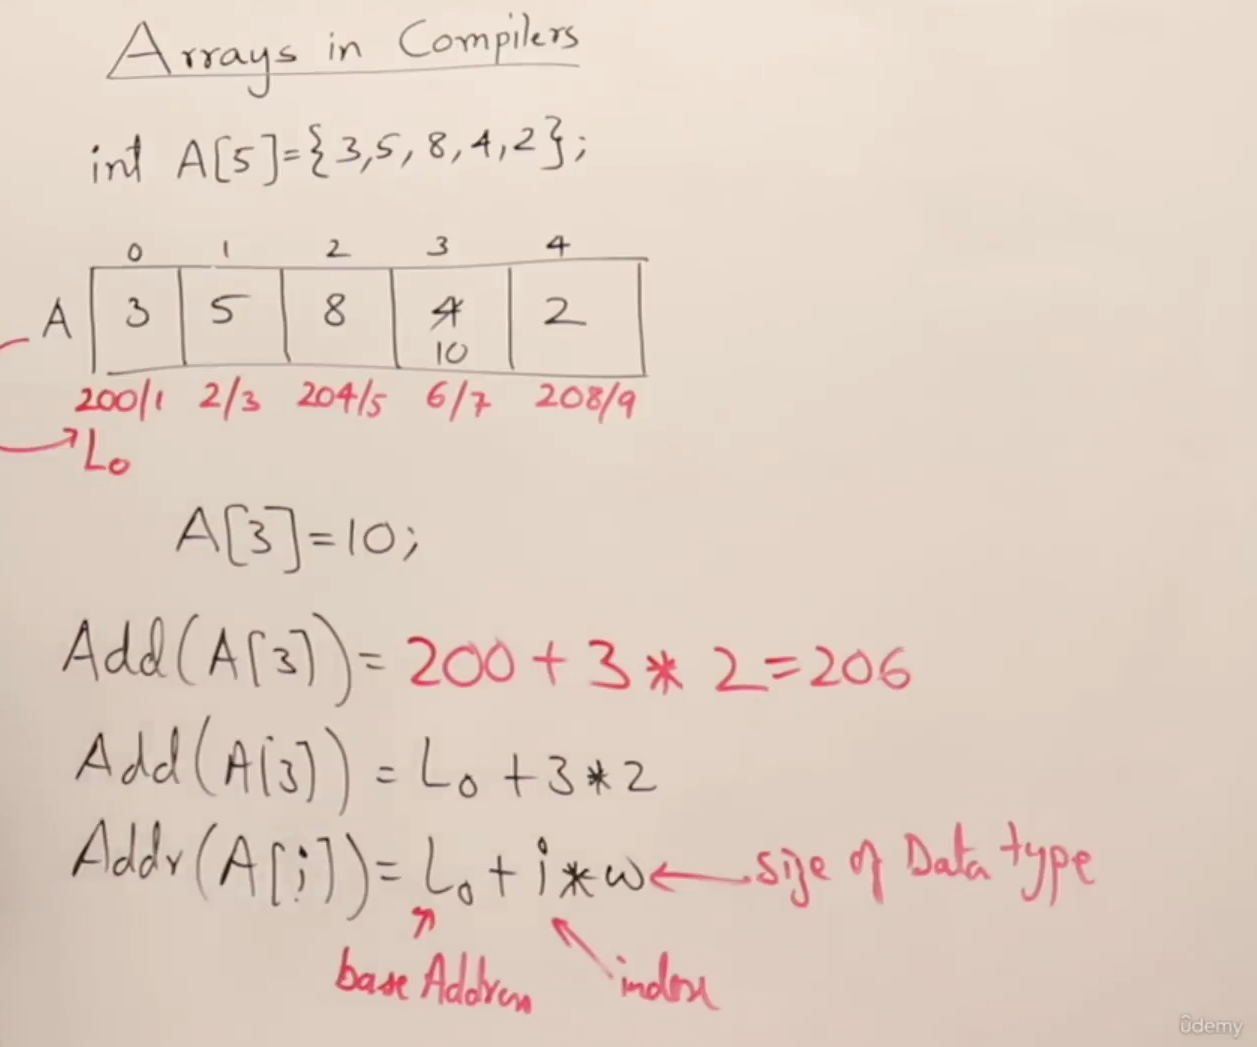 Arrays in Compilers
int A[5]={3,5,8,4,2};
0 1 2 3 4
A 3 5 8 4 2
10
200/1 2/3 204/5 6/7 208/9
L₀
A[3]=10;
Add(A[3])= 200+3*2=206
Add(A[3]) = L₀+3*2
Addr(A[i])= L₀+i*w size of Data type
base Address index
ûdemy